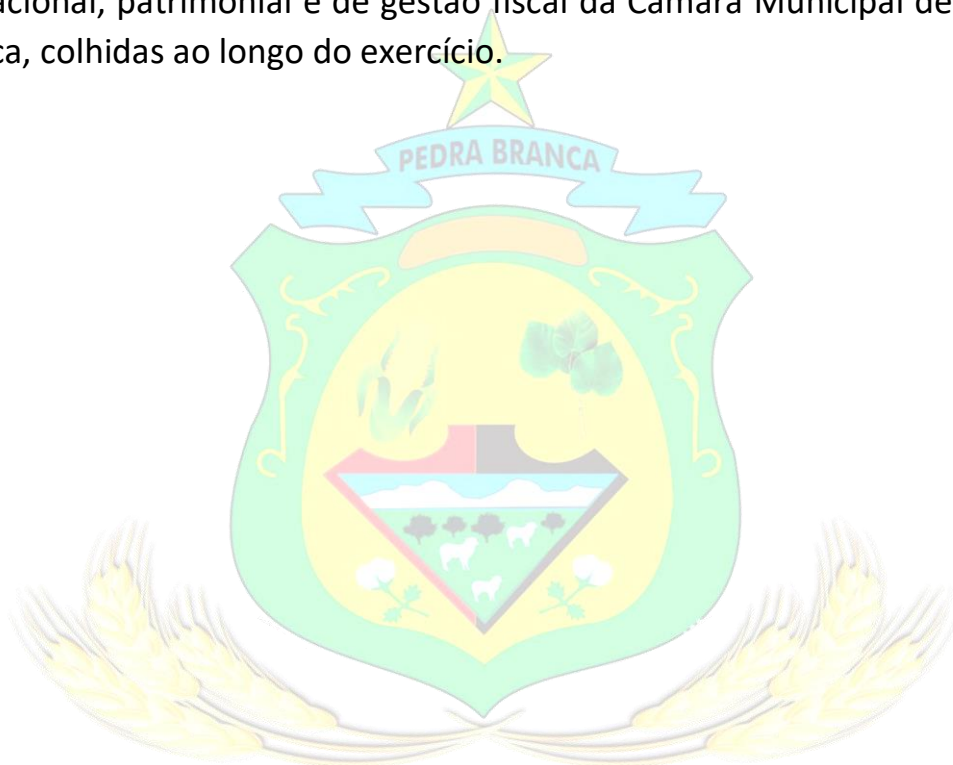 acional, patrimonial e de gestão fiscal da Câmara Municipal de
ca, colhidas ao longo do exercício.
PEDRA BRANCA